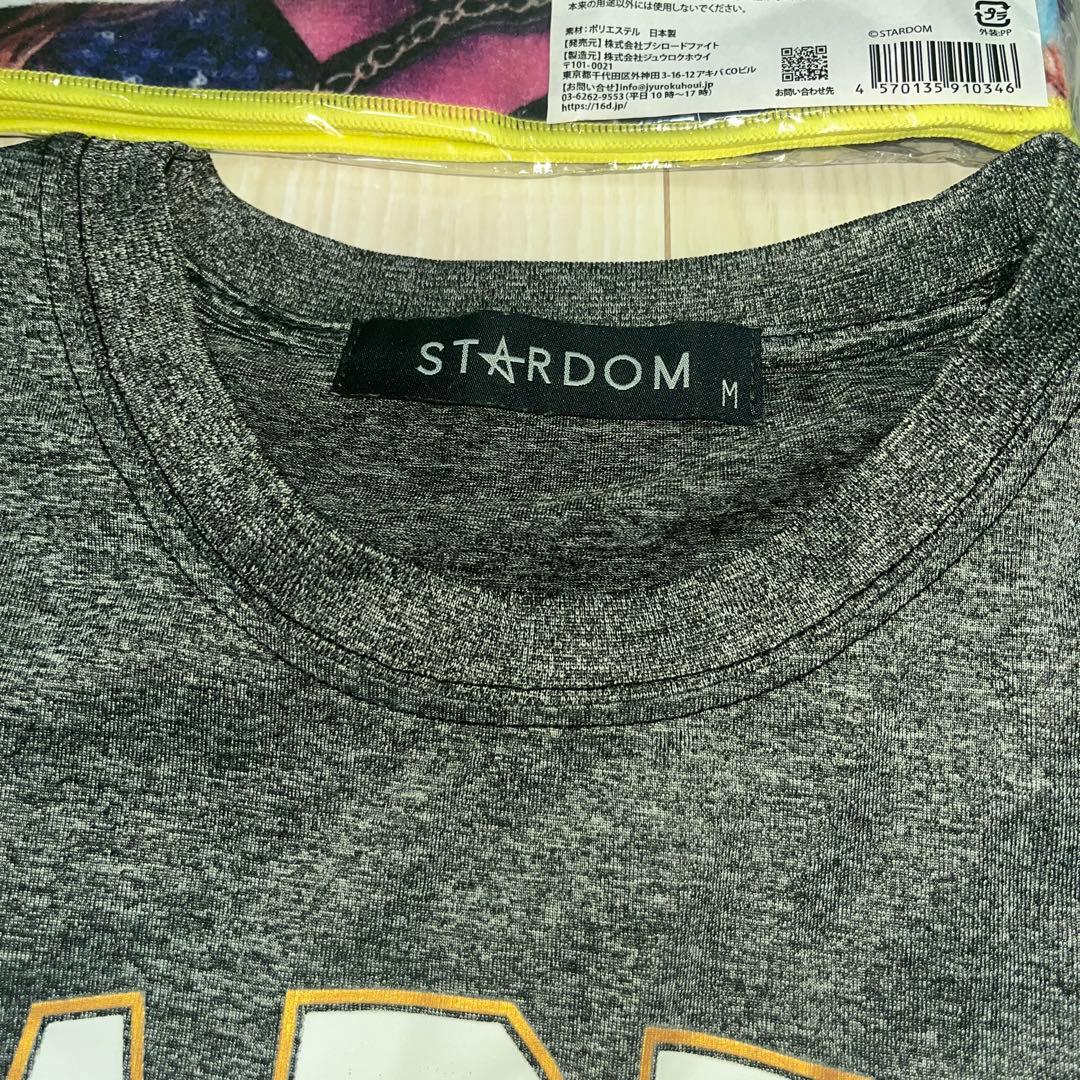 本来の用途以外には使用しないでください。
素材：ポリエステル 日本製
【発売元】株式会社ブシロードファイト
【製造元】株式会社ジュウロクホウイ
〒101-0021
東京都千代田区外神田3-16-12アキバCOビル
【お問い合せ】info@jyurokuhoui.jp
03-6262-9553（平日10時～17時）
https://16d.jp/
お問い合わせ先
©STARDOM
プラ
外装:PP
4 570135 910346
STARDOM M